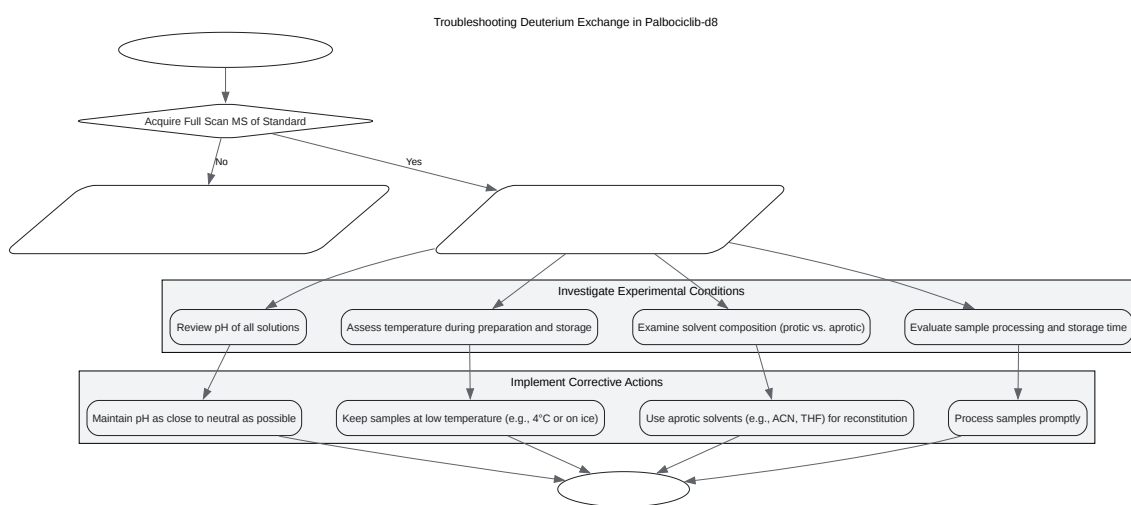 Troubleshooting Deuterium Exchange in Palbociclib-d8
Acquire Full Scan MS of Standard
No
Yes
Investigate Experimental Conditions
Review pH of all solutions
Assess temperature during preparation and storage
Examine solvent composition (protic vs. aprotic)
Evaluate sample processing and storage time
Implement Corrective Actions
Maintain pH as close to neutral as possible
Keep samples at low temperature (e.g., 4°C or on ice)
Use aprotic solvents (e.g., ACN, THF) for reconstitution
Process samples promptly